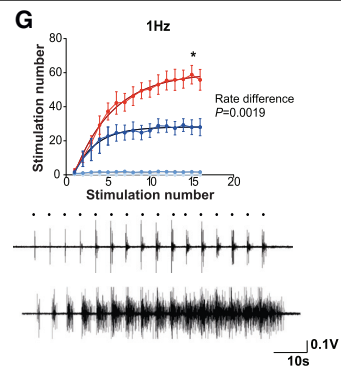 G
1Hz
80
60
40
20
0
Stimulation number
0
5
10
15
20
Stimulation number
*
Rate difference
P=0.0019
0.1V
10s